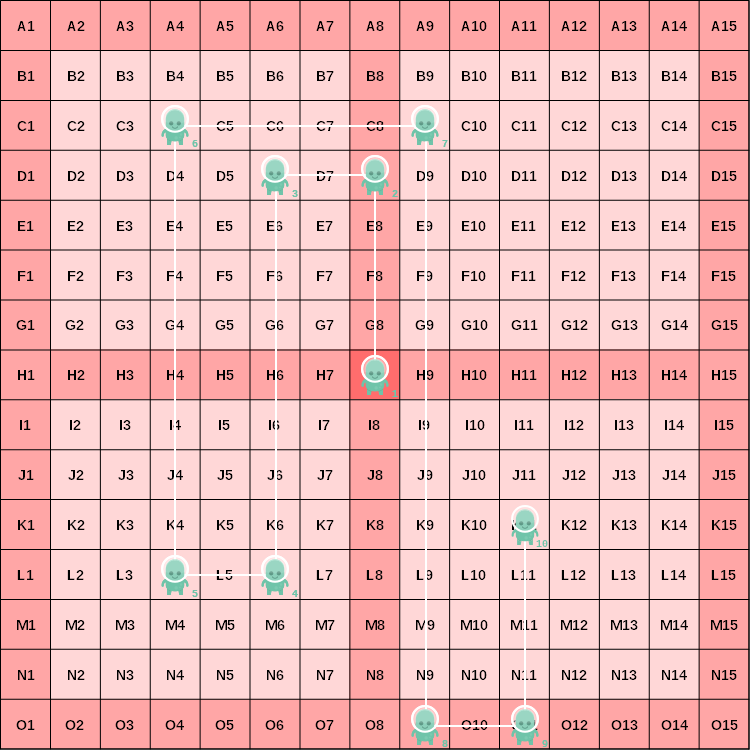 A1 A2 A3 A4 A5 A6 A7 A8 A9 A10 A11 A12 A13 A14 A15
B1 B2 B3 B4 B5 B6 B7 B8 B9 B10 B11 B12 B13 B14 B15
C1 C2 C3 6 C5 C6 C7 C8 7 C10 C11 C12 C13 C14 C15
D1 D2 D3 D4 D5 3 D7 2 D9 D10 D11 D12 D13 D14 D15
E1 E2 E3 E4 E5 E6 E7 E8 E9 E10 E11 E12 E13 E14 E15
F1 F2 F3 F4 F5 F6 F7 F8 F9 F10 F11 F12 F13 F14 F15
G1 G2 G3 G4 G5 G6 G7 G8 G9 G10 G11 G12 G13 G14 G15
H1 H2 H3 H4 H5 H6 H7 1 H9 H10 H11 H12 H13 H14 H15
I1 I2 I3 I4 I5 I6 I7 I8 I9 I10 I11 I12 I13 I14 I15
J1 J2 J3 J4 J5 J6 J7 J8 J9 J10 J11 J12 J13 J14 J15
K1 K2 K3 K4 K5 K6 K7 K8 K9 K10 10 K12 K13 K14 K15
L1 L2 L3 5 L5 4 L7 L8 L9 L10 L11 L12 L13 L14 L15
M1 M2 M3 M4 M5 M6 M7 M8 M9 M10 M11 M12 M13 M14 M15
N1 N2 N3 N4 N5 N6 N7 N8 N9 N10 N11 N12 N13 N14 N15
O1 O2 O3 O4 O5 O6 O7 O8 8 O10 9 O12 O13 O14 O15